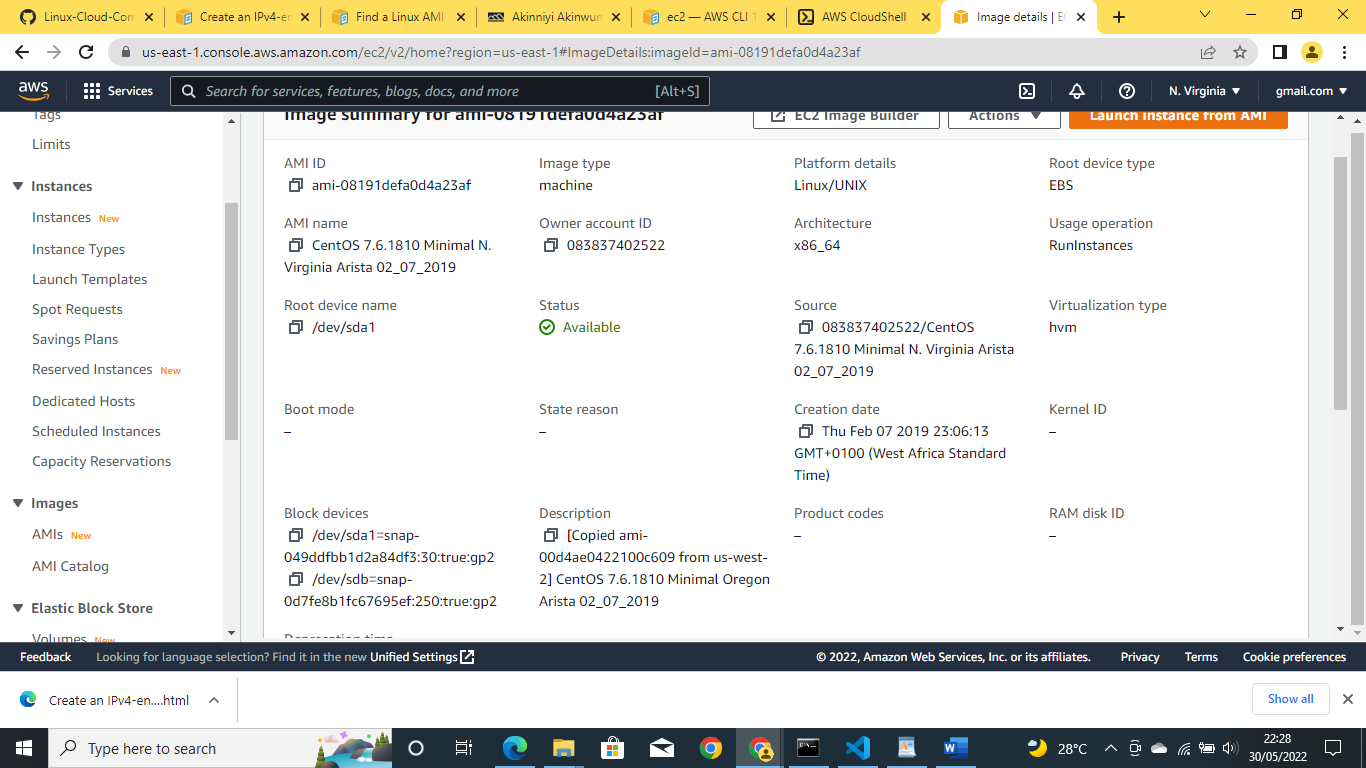 Linux-Cloud-Com
Create an IPv4-en
Find a Linux AMI
Akinniyi Akinwun
ec2 — AWS CLI 1
AWS CloudShell
Image details | EC
us-east-1.console.aws.amazon.com/ec2/v2/home?region=us-east-1#ImageDetails:imageId=ami-08191defa0d4a23af
aws
Services
Search for services, features, blogs, docs, and more
[Alt+S]
N. Virginia
gmail.com
Tags
Limits
Instances
Instances New
Instance Types
Launch Templates
Spot Requests
Savings Plans
Reserved Instances New
Dedicated Hosts
Scheduled Instances
Capacity Reservations
Images
AMIs New
AMI Catalog
Elastic Block Store
Volumes New
Image summary for ami-08191defa0d4a23af
EC2 Image Builder
Actions
Launch instance from AMI
AMI ID
ami-08191defa0d4a23af
Image type
machine
Platform details
Linux/UNIX
Root device type
EBS
AMI name
CentOS 7.6.1810 Minimal N.
Virginia Arista 02_07_2019
Owner account ID
083837402522
Architecture
x86_64
Usage operation
RunInstances
Root device name
/dev/sda1
Status
Available
Source
083837402522/CentOS
7.6.1810 Minimal N. Virginia Arista
02_07_2019
Virtualization type
hvm
Boot mode
–
State reason
–
Creation date
Thu Feb 07 2019 23:06:13
GMT+0100 (West Africa Standard
Time)
Kernel ID
–
Block devices
/dev/sda1=snap-
049ddfbb1d2a84df3:30:true:gp2
/dev/sdb=snap-
0d7fe8b1fc67695ef:250:true:gp2
Description
[Copied ami-
00d4ae0422100c609 from us-west-
2] CentOS 7.6.1810 Minimal Oregon
Arista 02_07_2019
Product codes
–
RAM disk ID
–
Deprecation time
Feedback
Looking for language selection? Find it in the new Unified Settings
© 2022, Amazon Web Services, Inc. or its affiliates.
Privacy
Terms
Cookie preferences
Create an IPv4-en....html
Show all
Type here to search
28°C
22:28
30/05/2022